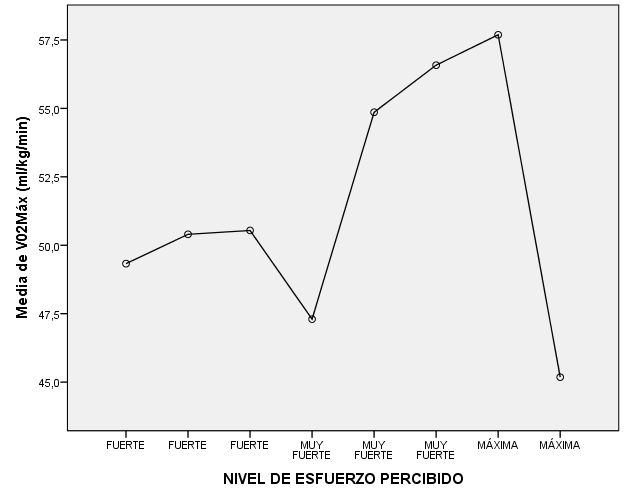 Media de V02Máx (ml/kg/min)
57,5
55,0
52,5
50,0
47,5
45,0
FUERTE
FUERTE
FUERTE
MUY
FUERTE
MUY
FUERTE
MUY
FUERTE
MÁXIMA
MÁXIMA
NIVEL DE ESFUERZO PERCIBIDO